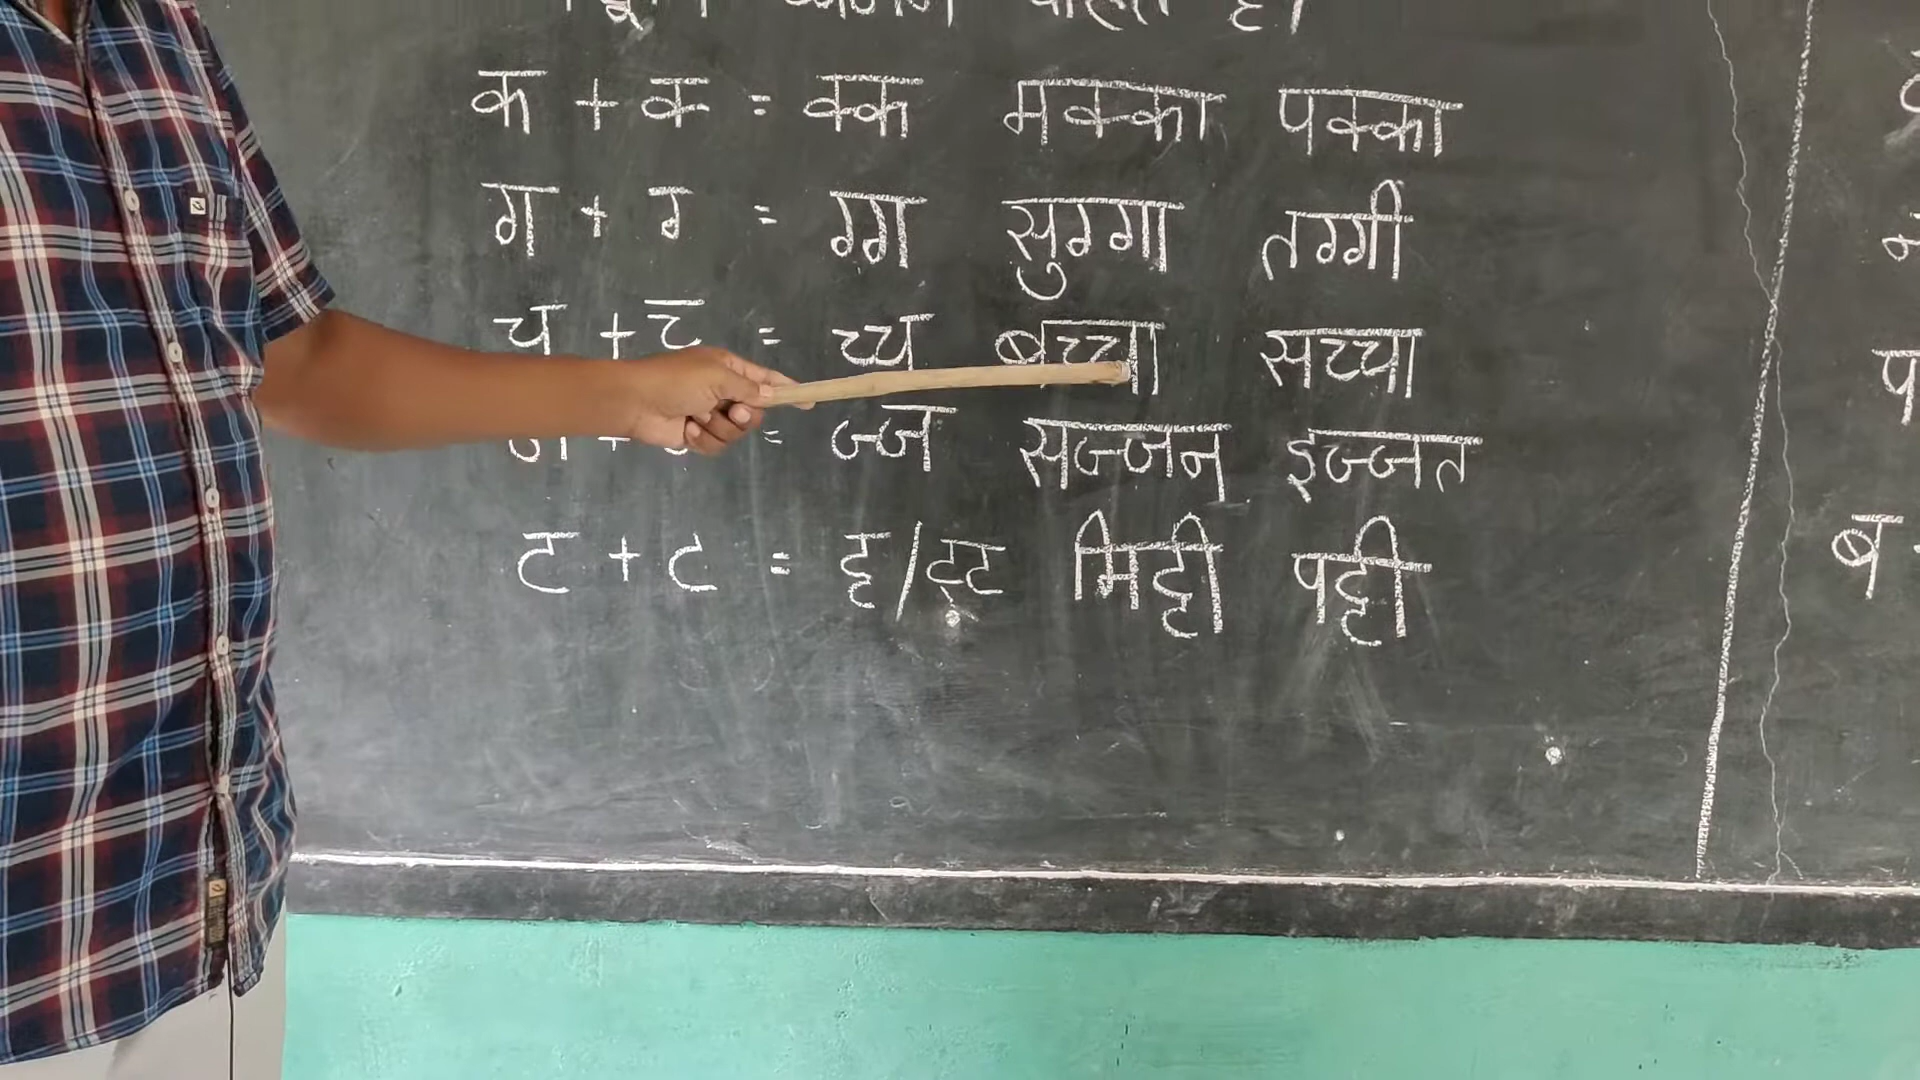 क + क = क्क मक्का पक्का
ग + ग = ग्ग सुग्गा तग्गी
च + च = च्च बच्चा सच्चा
= ज्ज सज्जन इज्जत
ट + ट = ट्ट/ट्‌ट मिट्टी पट्टी